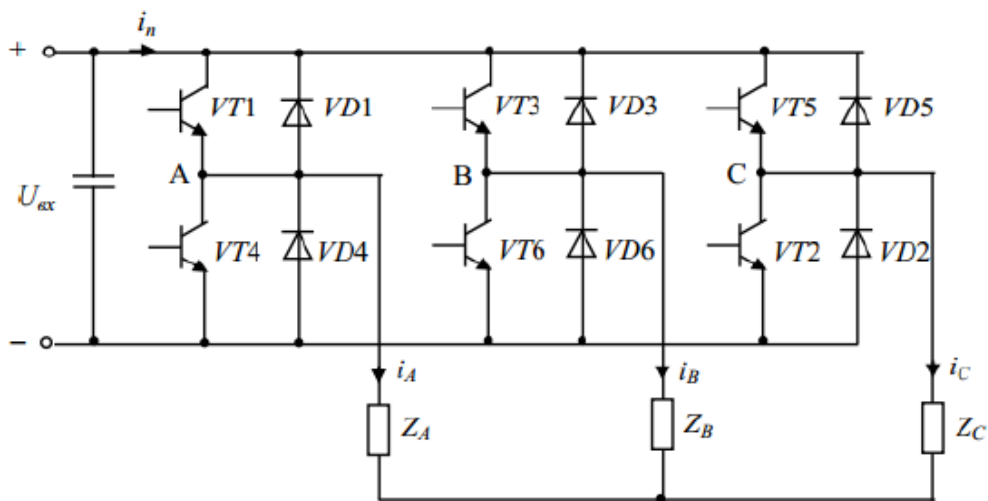 + i_п
VT1 VD1 VT3 VD3 VT5 VD5
A B C
U_вх
VT4 VD4 VT6 VD6 VT2 VD2
−
i_A i_B i_C
Z_A Z_B Z_C